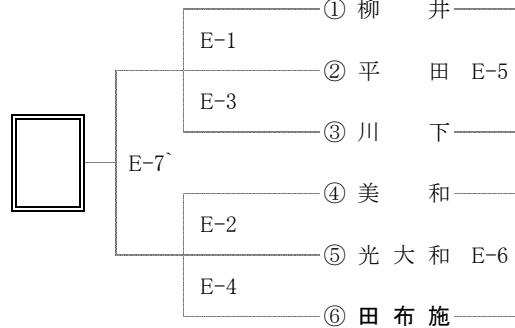 ① 柳 井
E-1
② 平 田 E-5
E-3
③ 川 下
E-7`
④ 美 和
E-2
⑤ 光 大 和 E-6
E-4
⑥ 田 布 施